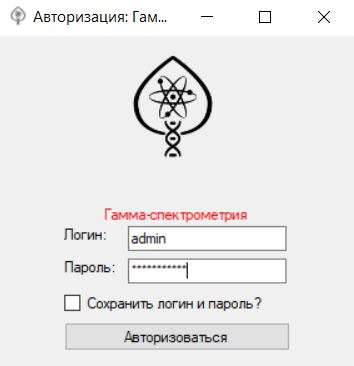 Авторизация: Гам...
Гамма-спектрометрия
Логин:
admin
Пароль:
***********
Сохранить логин и пароль?
Авторизоваться